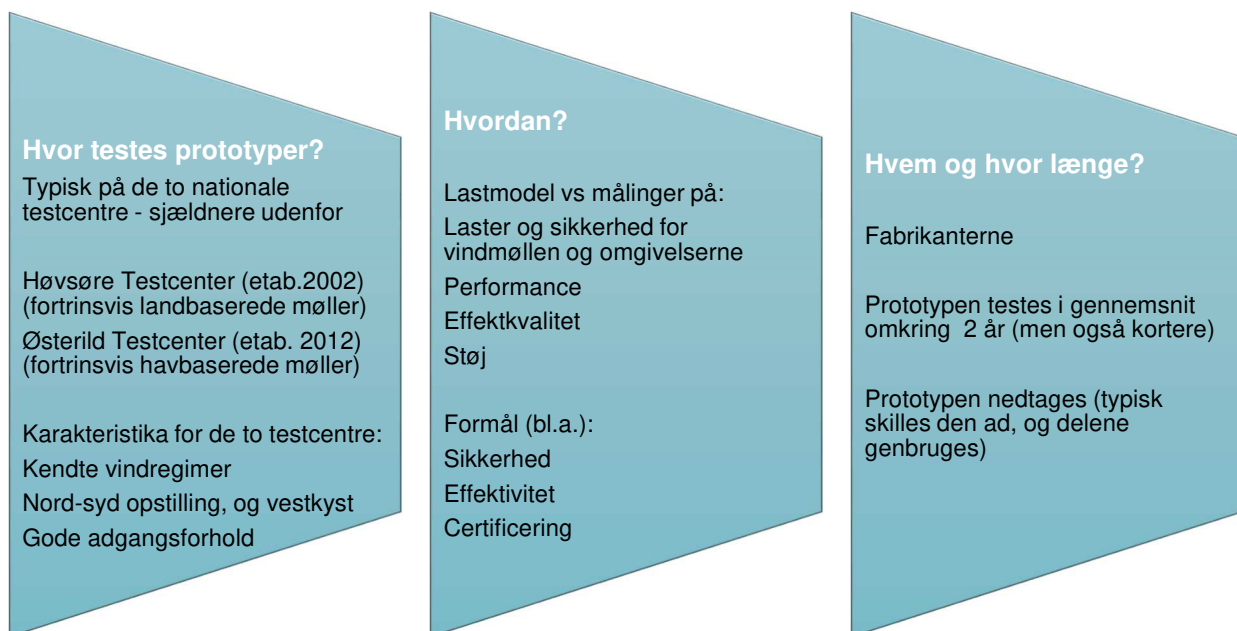 Hvor testes prototyper?
Typisk på de to nationale
testcentre - sjældnere udenfor
Høvsøre Testcenter (etab.2002)
(fortrinsvis landbaserede møller)
Østerild Testcenter (etab. 2012)
(fortrinsvis havbaserede møller)
Karakteristika for de to testcentre:
Kendte vindregimer
Nord-syd opstilling, og vestkyst
Gode adgangsforhold
Hvordan?
Lastmodel vs målinger på:
Laster og sikkerhed for
vindmøllen og omgivelserne
Performance
Effektkvalitet
Støj
Formål (bl.a.):
Sikkerhed
Effektivitet
Certificering
Hvem og hvor længe?
Fabrikanterne
Prototypen testes i gennemsnit
omkring 2 år (men også kortere)
Prototypen nedtages (typisk
skilles den ad, og delene
genbruges)